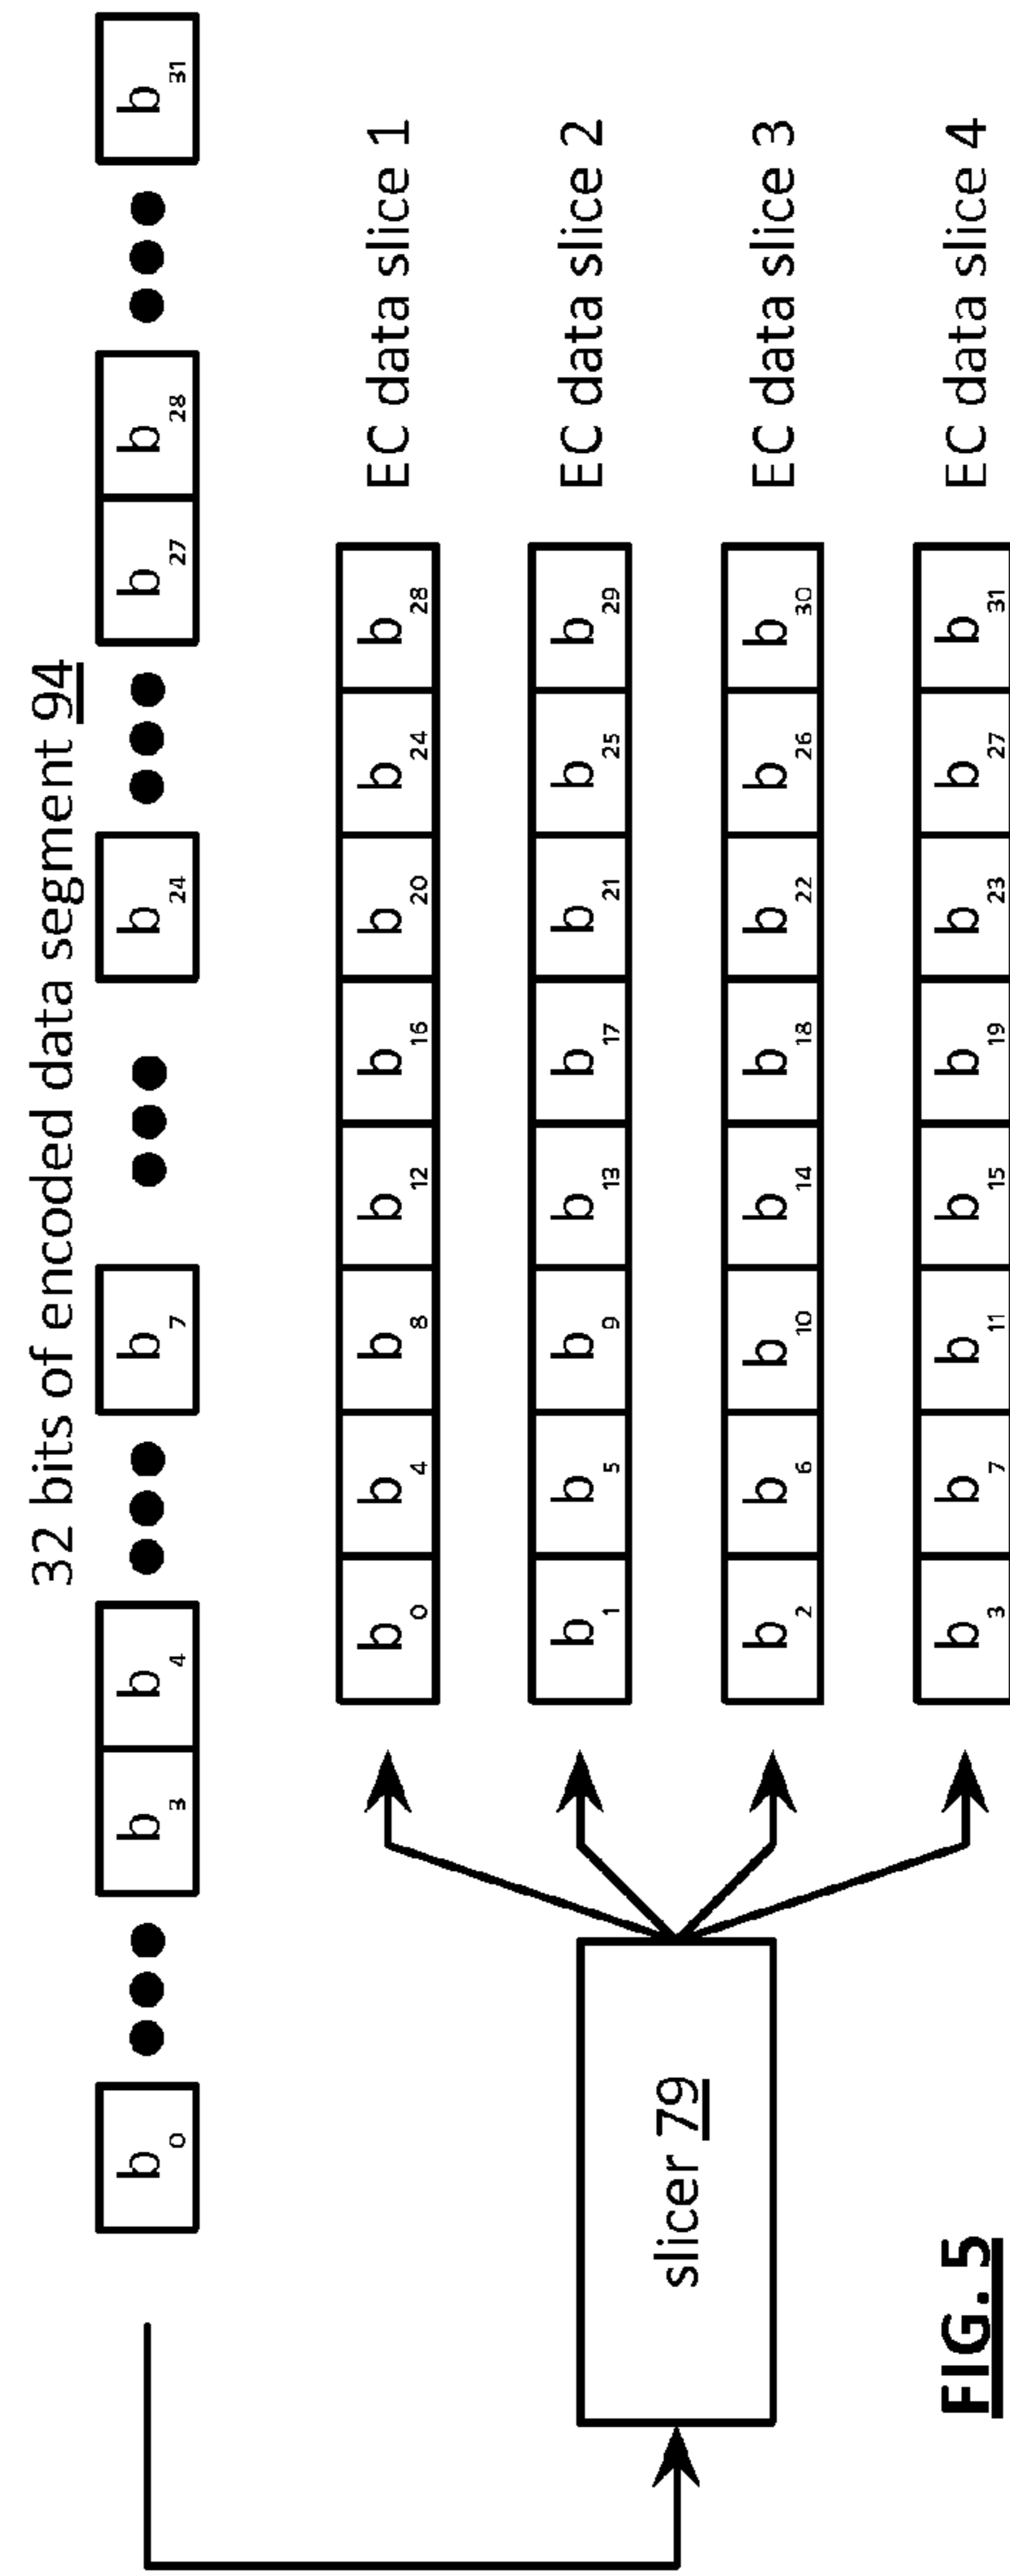 32 bits of encoded data segment 94
b0 ●●● b3 b4 ●●● b7 ●●● b24 ●●● b27 b28 ●●● b31
b0 b4 b8 b12 b16 b20 b24 b28 EC data slice 1
b1 b5 b9 b13 b17 b21 b25 b29 EC data slice 2
slicer 79
b2 b6 b10 b14 b18 b22 b26 b30 EC data slice 3
b3 b7 b11 b15 b19 b23 b27 b31 EC data slice 4
FIG. 5